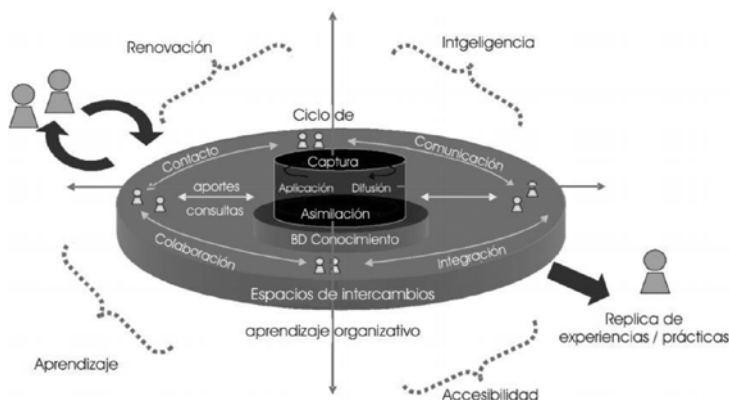 Renovación
Intgeligencia
Ciclo de
Contacto
Comunicación
Captura
aportes
Aplicación
Difusión
consultas
Asimilación
BD Conocimiento
Colaboración
Integración
Espacios de intercambios
aprendizaje organizativo
Replica de
experiencias / prácticas
Aprendizaje
Accesibilidad